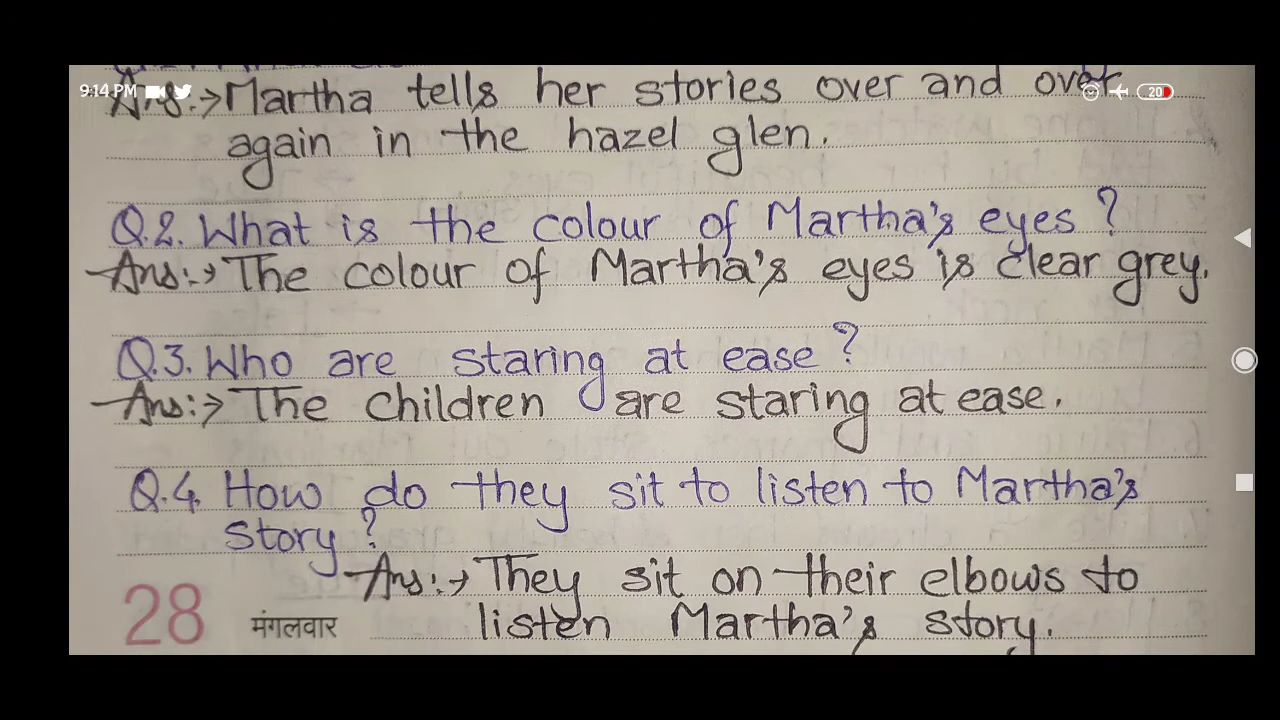 9:14 PM
20
Ans:→ Martha tells her stories over and over
again in the hazel glen.
Q.2. What is the colour of Martha's eyes?
Ans:→ The colour of Martha's eyes is clear grey.
Q.3. Who are staring at ease?
Ans:→ The children are staring at ease.
Q.4. How do they sit to listen to Martha's
story?
Ans:→ They sit on their elbows to
28 मंगलवार listen Martha's story.